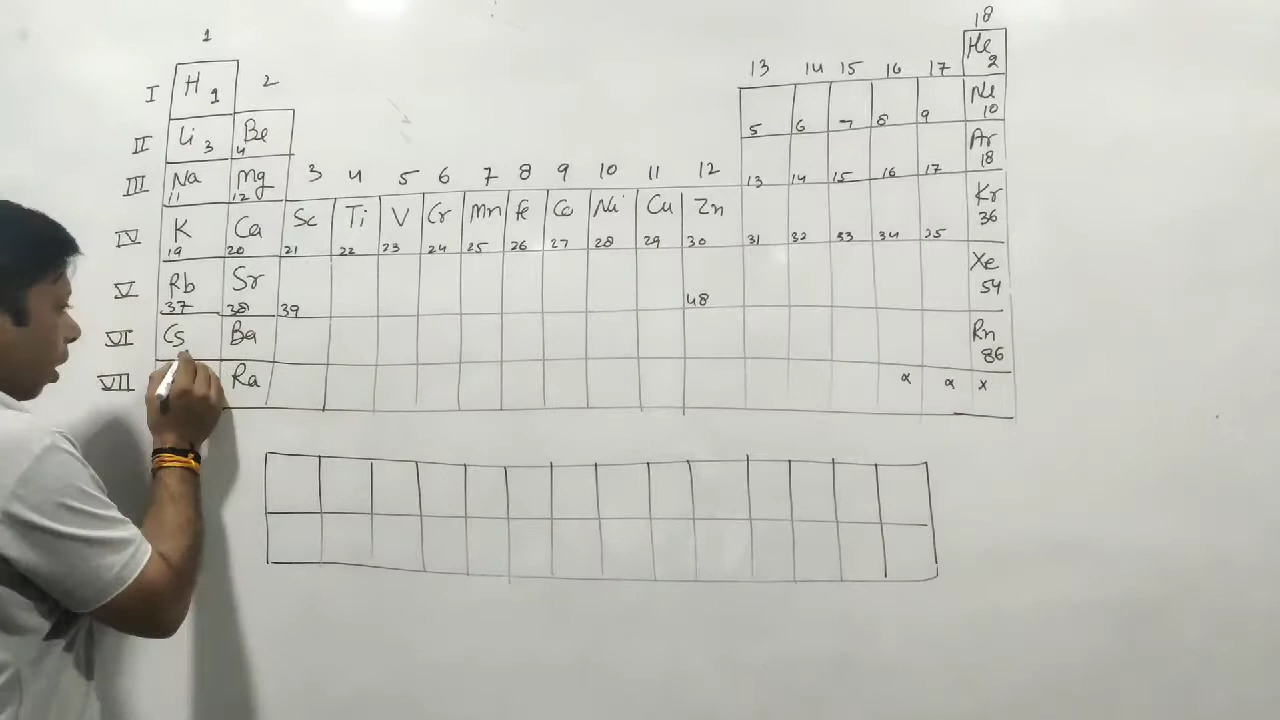 1 18
I H 1 2 13 14 15 16 17 He 2
II Li 3 Be 4 5 6 7 8 9 Ne 10
III Na 11 Mg 12 3 4 5 6 7 8 9 10 11 12 13 14 15 16 17 Ar 18
IV K 19 Ca 20 Sc 21 Ti 22 V 23 Cr 24 Mn 25 Fe 26 Co 27 Ni 28 Cu 29 Zn 30 31 32 33 34 35 Kr 36
V Rb 37 Sr 38 39 48 Xe 54
VI Cs Ba Rn 86
VII Ra x x x